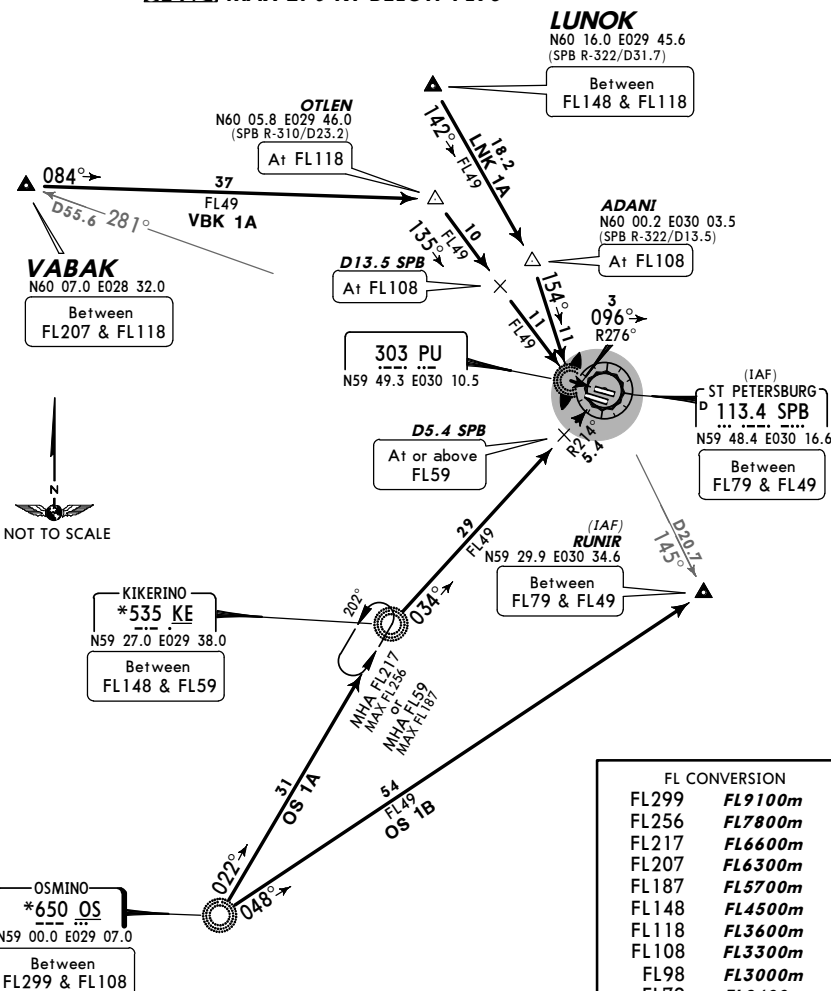 MAX 270 KT BELOW FL98
LUNOK
N60 16.0 E029 45.6
(SPB R-322/D31.7)
Between
FL148 & FL118
OTLEN
N60 05.8 E029 46.0
(SPB R-310/D23.2)
At FL118
142°
FL49
18.2
LNK 1A
084°
37
FL49
VBK 1A
D55.6
281°
ADANI
N60 00.2 E030 03.5
(SPB R-322/D13.5)
At FL108
135°
10
FL49
D13.5 SPB
At FL108
VABAK
N60 07.0 E028 32.0
Between
FL207 & FL118
154°
11
11
FL49
3
096°
R276°
303 PU
N59 49.3 E030 10.5
(IAF)
ST PETERSBURG
D 113.4 SPB
N59 48.4 E030 16.6
Between
FL79 & FL49
D5.4 SPB
At or above
FL59
R214°
5.4
N
NOT TO SCALE
29
FL49
(IAF)
RUNIR
N59 29.9 E030 34.6
Between
FL79 & FL49
D20.7
145°
KIKERINO
*535 KE
N59 27.0 E029 38.0
Between
FL148 & FL59
202°
034°
MHA FL217
MAX FL256
or
MHA FL59
MAX FL187
31
OS 1A
54
FL49
OS 1B
022°
048°
OSMINO
*650 OS
N59 00.0 E029 07.0
Between
FL299 & FL108
FL CONVERSION
FL299 FL9100m
FL256 FL7800m
FL217 FL6600m
FL207 FL6300m
FL187 FL5700m
FL148 FL4500m
FL118 FL3600m
FL108 FL3300m
FL98 FL3000m